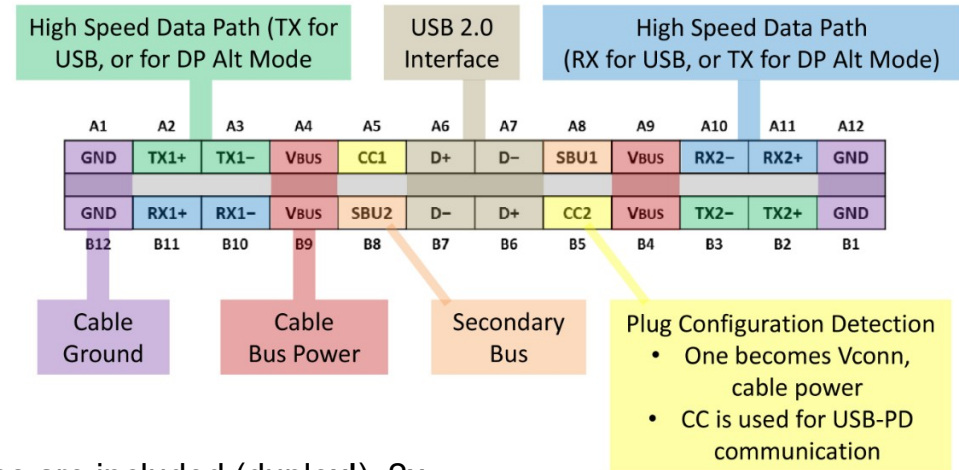 High Speed Data Path (TX for
USB, or for DP Alt Mode
USB 2.0
Interface
High Speed Data Path
(RX for USB, or TX for DP Alt Mode)
A1 A2 A3 A4 A5 A6 A7 A8 A9 A10 A11 A12
GND TX1+ TX1− VBUS CC1 D+ D− SBU1 VBUS RX2− RX2+ GND
GND RX1+ RX1− VBUS SBU2 D− D+ CC2 VBUS TX2− TX2+ GND
B12 B11 B10 B9 B8 B7 B6 B5 B4 B3 B2 B1
Cable
Ground
Cable
Bus Power
Secondary
Bus
Plug Configuration Detection
• One becomes Vconn,
cable power
• CC is used for USB-PD
communication
are included